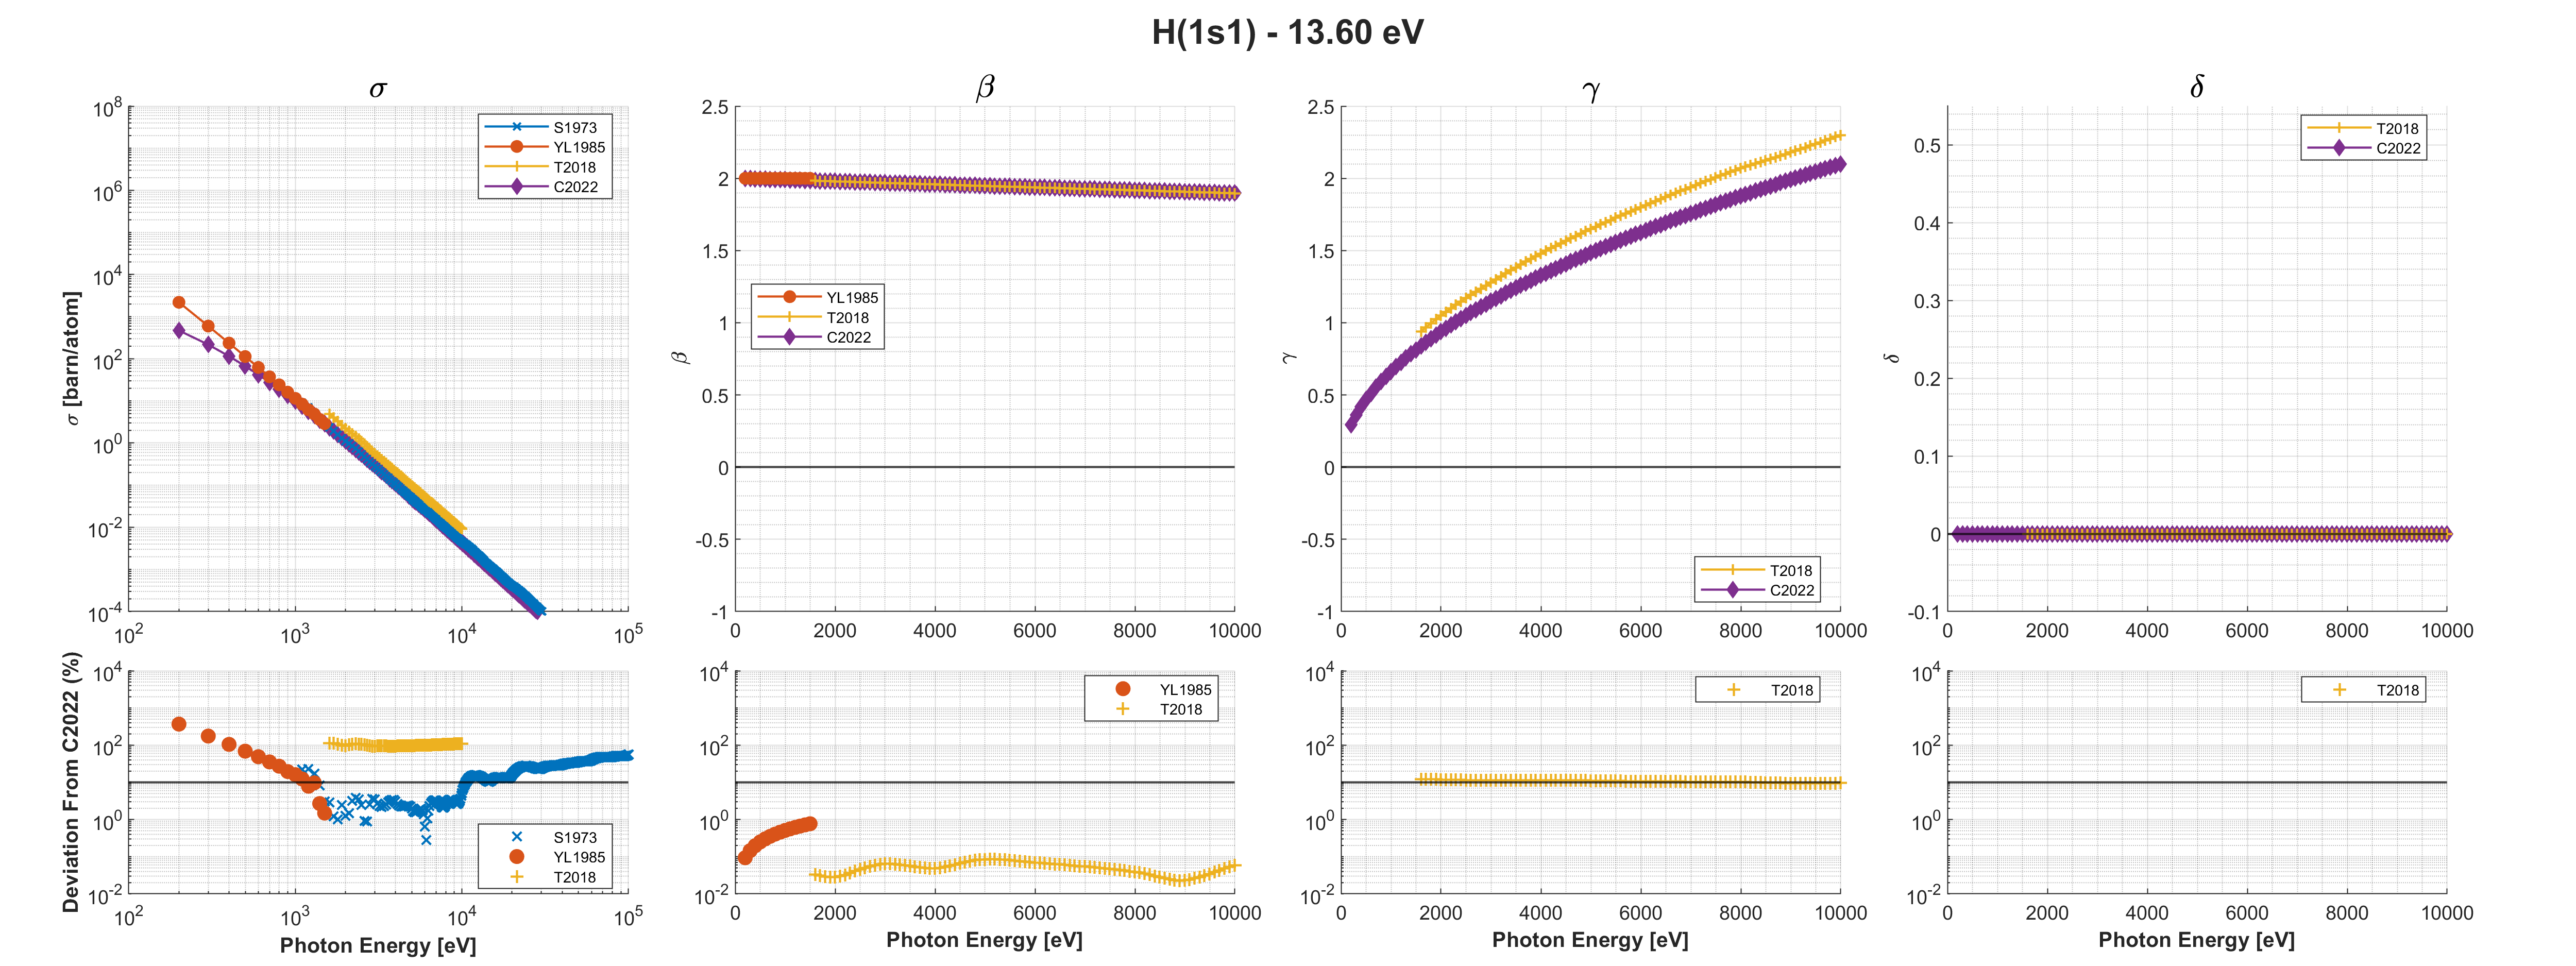 H(1s1) - 13.60 eV
σ
σ [barn/atom]
10^8
10^6
10^4
10^2
10^0
10^-2
10^-4
10^2 10^3 10^4 10^5
S1973
YL1985
T2018
C2022
β
β
2.5
2
1.5
1
0.5
0
-0.5
-1
0 2000 4000 6000 8000 10000
YL1985
T2018
C2022
γ
γ
2.5
2
1.5
1
0.5
0
-0.5
-1
0 2000 4000 6000 8000 10000
T2018
C2022
δ
δ
0.5
0.4
0.3
0.2
0.1
0
-0.1
0 2000 4000 6000 8000 10000
T2018
C2022
Deviation From C2022 (%)
10^4
10^2
10^0
10^-2
10^2 10^3 10^4 10^5
Photon Energy [eV]
S1973
YL1985
T2018
10^4
10^2
10^0
10^-2
0 2000 4000 6000 8000 10000
Photon Energy [eV]
YL1985
T2018
10^4
10^2
10^0
10^-2
0 2000 4000 6000 8000 10000
Photon Energy [eV]
T2018
10^4
10^2
10^0
10^-2
0 2000 4000 6000 8000 10000
Photon Energy [eV]
T2018